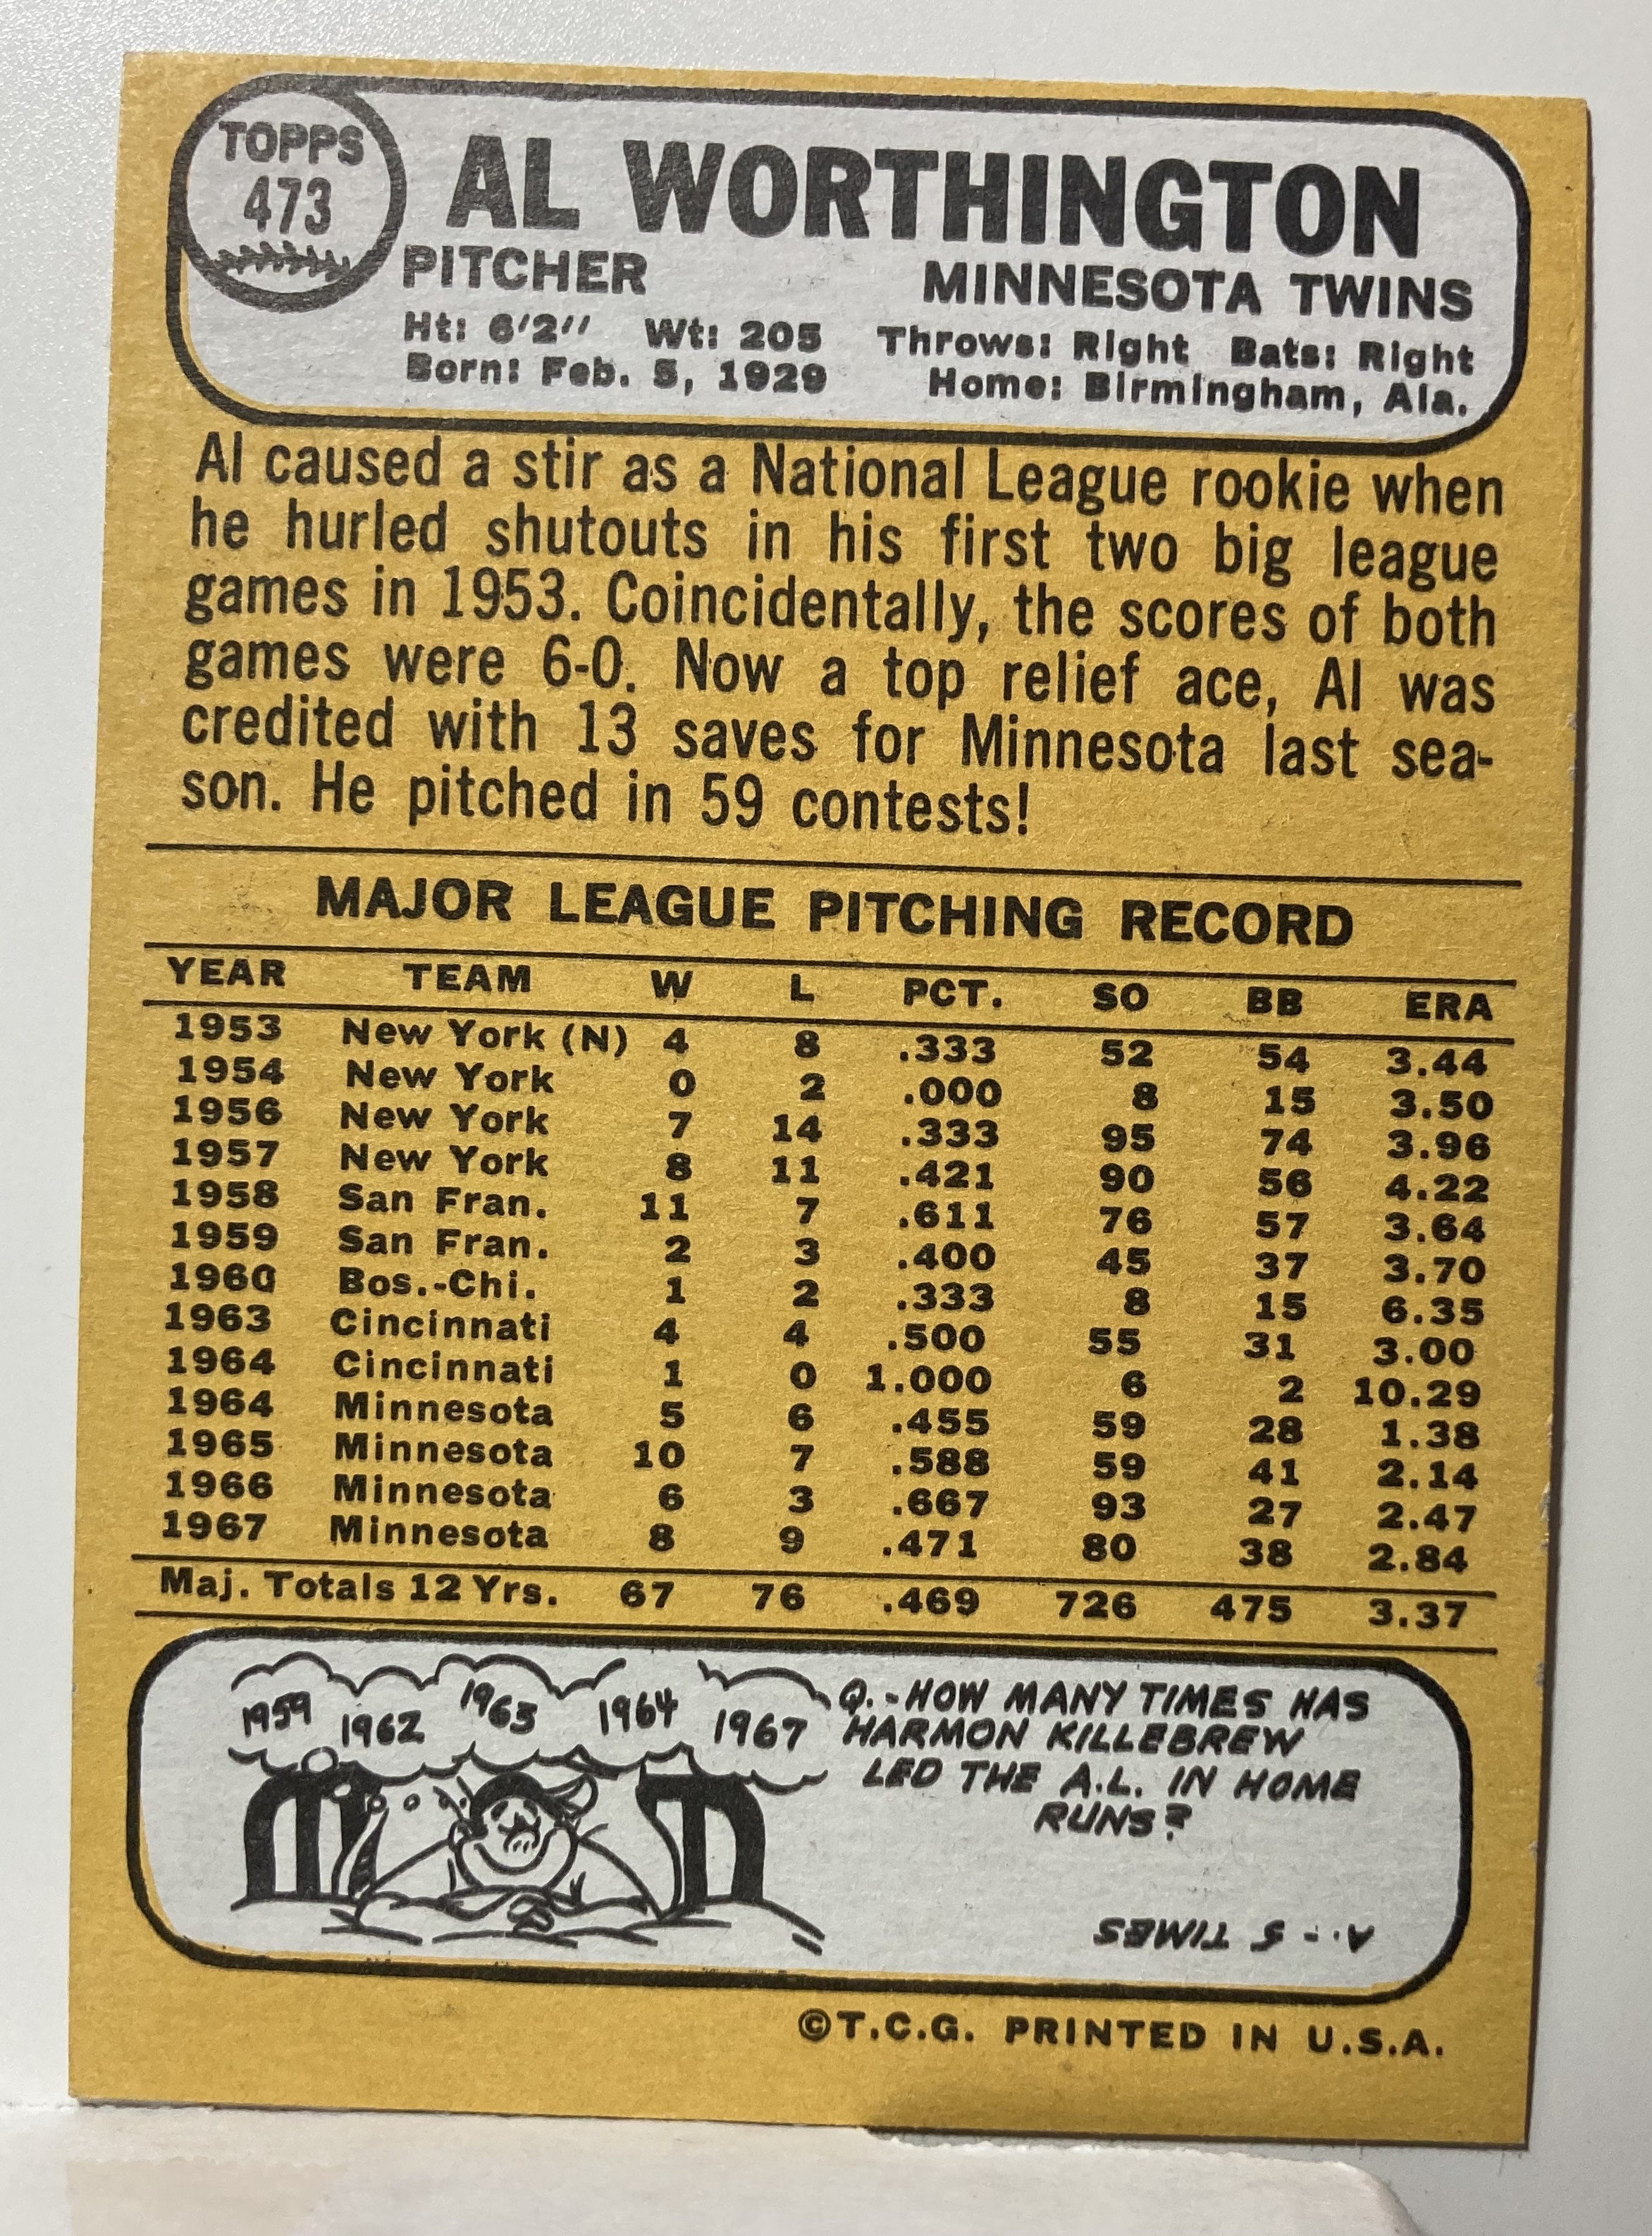 TOPPS
473
AL WORTHINGTON
PITCHER
MINNESOTA TWINS
Ht: 6'2" Wt: 205 Throws: Right Bats: Right
Born: Feb. 5, 1929 Home: Birmingham, Ala.
Al caused a stir as a National League rookie when
he hurled shutouts in his first two big league
games in 1953. Coincidentally, the scores of both
games were 6-0. Now a top relief ace, Al was
credited with 13 saves for Minnesota last sea-
son. He pitched in 59 contests!
MAJOR LEAGUE PITCHING RECORD
YEAR TEAM W L PCT. SO BB ERA
1953 New York (N) 4 8 .333 52 54 3.44
1954 New York 0 2 .000 8 15 3.50
1956 New York 7 14 .333 95 74 3.96
1957 New York 8 11 .421 90 56 4.22
1958 San Fran. 11 7 .611 76 57 3.64
1959 San Fran. 2 3 .400 45 37 3.70
1960 Bos.-Chi. 1 2 .333 8 15 6.35
1963 Cincinnati 4 4 .500 55 31 3.00
1964 Cincinnati 1 0 1.000 6 2 10.29
1964 Minnesota 5 6 .455 59 28 1.38
1965 Minnesota 10 7 .588 59 41 2.14
1966 Minnesota 6 3 .667 93 27 2.47
1967 Minnesota 8 9 .471 80 38 2.84
Maj. Totals 12 Yrs. 67 76 .469 726 475 3.37
1959 1962 1963 1964 1967
Q.-HOW MANY TIMES HAS
HARMON KILLEBREW
LED THE A.L. IN HOME
RUNS?
A.- 5 TIMES
©T.C.G. PRINTED IN U.S.A.